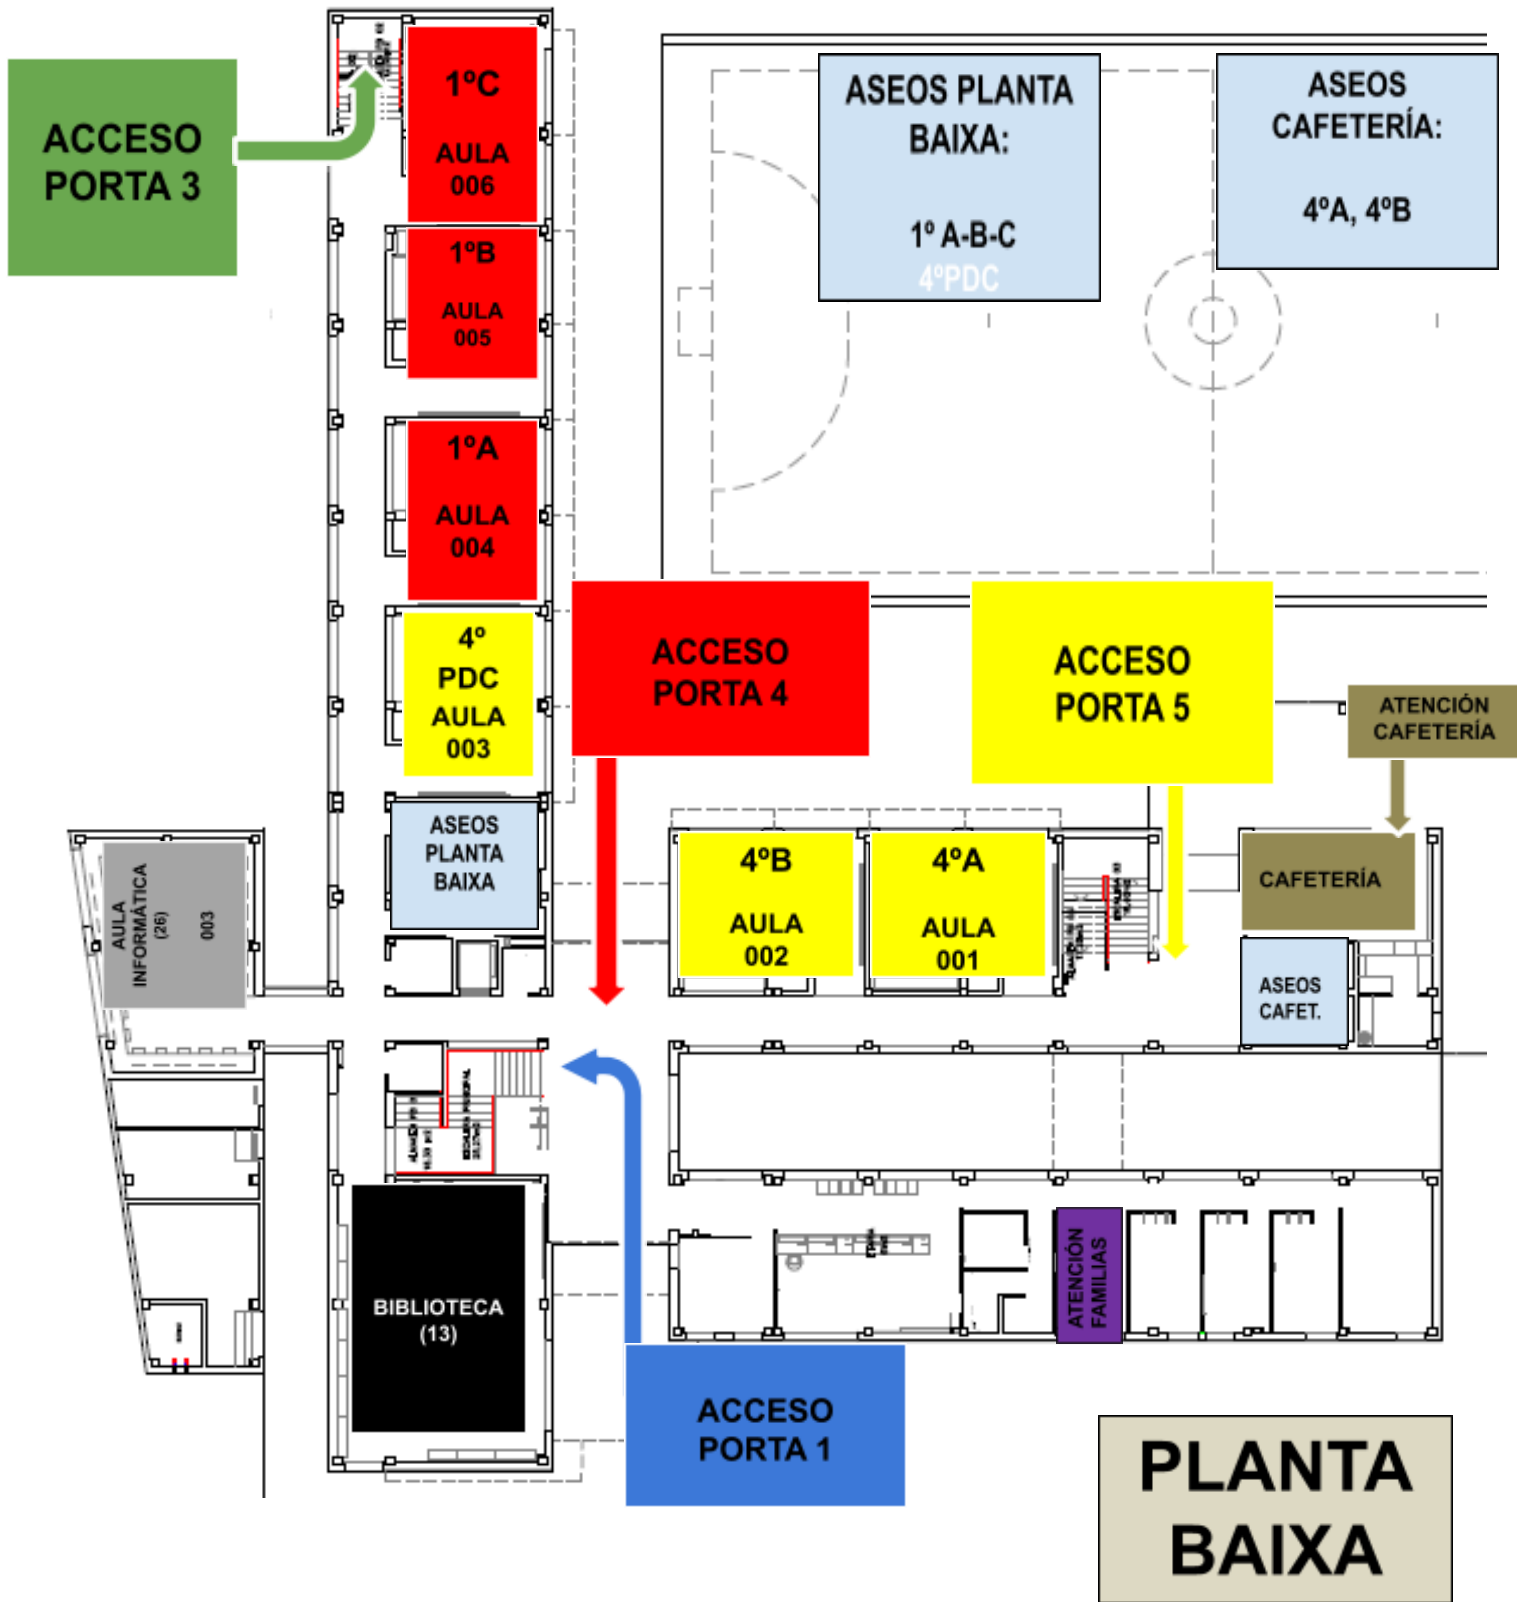 ACCESO
PORTA 3
1ºC
AULA
006
1ºB
AULA
005
1ºA
AULA
004
4º
PDC
AULA
003
ASEOS
PLANTA
BAIXA
ASEOS PLANTA
BAIXA:
1º A-B-C
4ºPDC
ASEOS
CAFETERÍA:
4ºA, 4ºB
ACCESO
PORTA 4
ACCESO
PORTA 5
ATENCIÓN
CAFETERÍA
AULA
INFORMÁTICA
(26)
003
4ºB
AULA
002
4ºA
AULA
001
CAFETERÍA
ASEOS
CAFET.
BIBLIOTECA
(13)
ATENCIÓN
FAMILIAS
ACCESO
PORTA 1
PLANTA
BAIXA